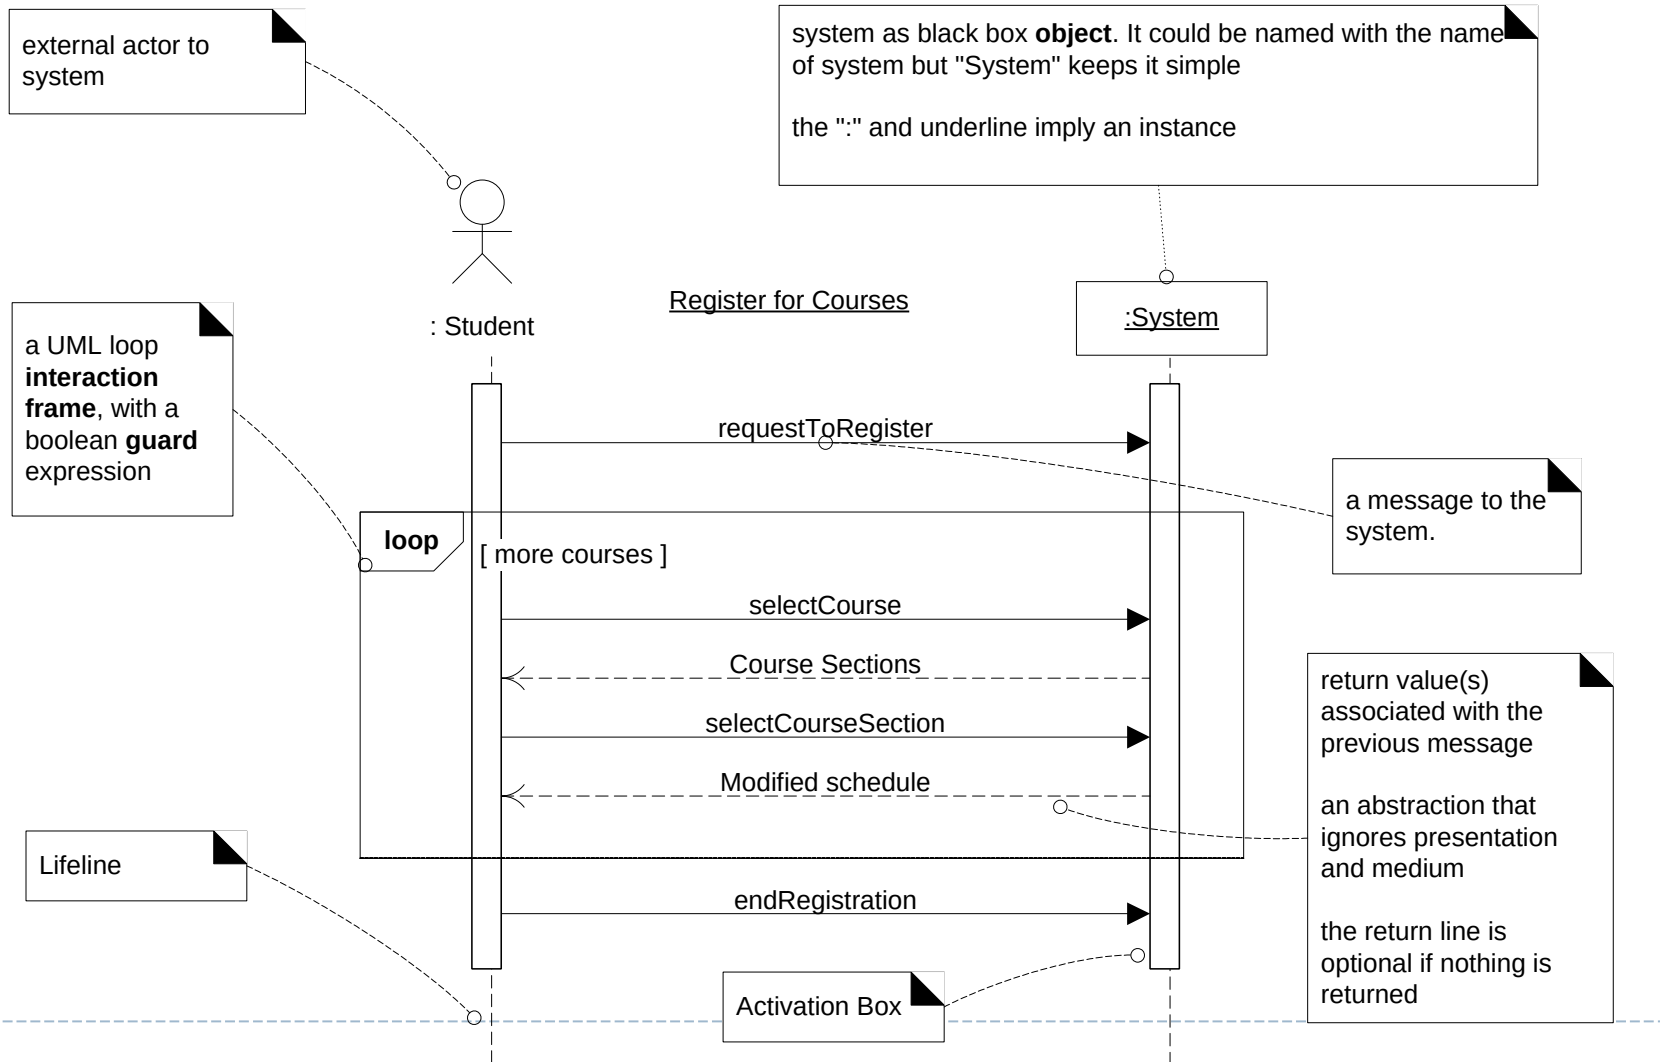 external actor to
system
system as black box object. It could be named with the name
of system but "System" keeps it simple
the ":" and underline imply an instance
Register for Courses
: Student
:System
a UML loop
interaction
frame, with a
boolean guard
expression
requestToRegister
a message to the
system.
loop
[ more courses ]
selectCourse
Course Sections
selectCourseSection
Modified schedule
return value(s)
associated with the
previous message
an abstraction that
ignores presentation
and medium
the return line is
optional if nothing is
returned
Lifeline
endRegistration
Activation Box